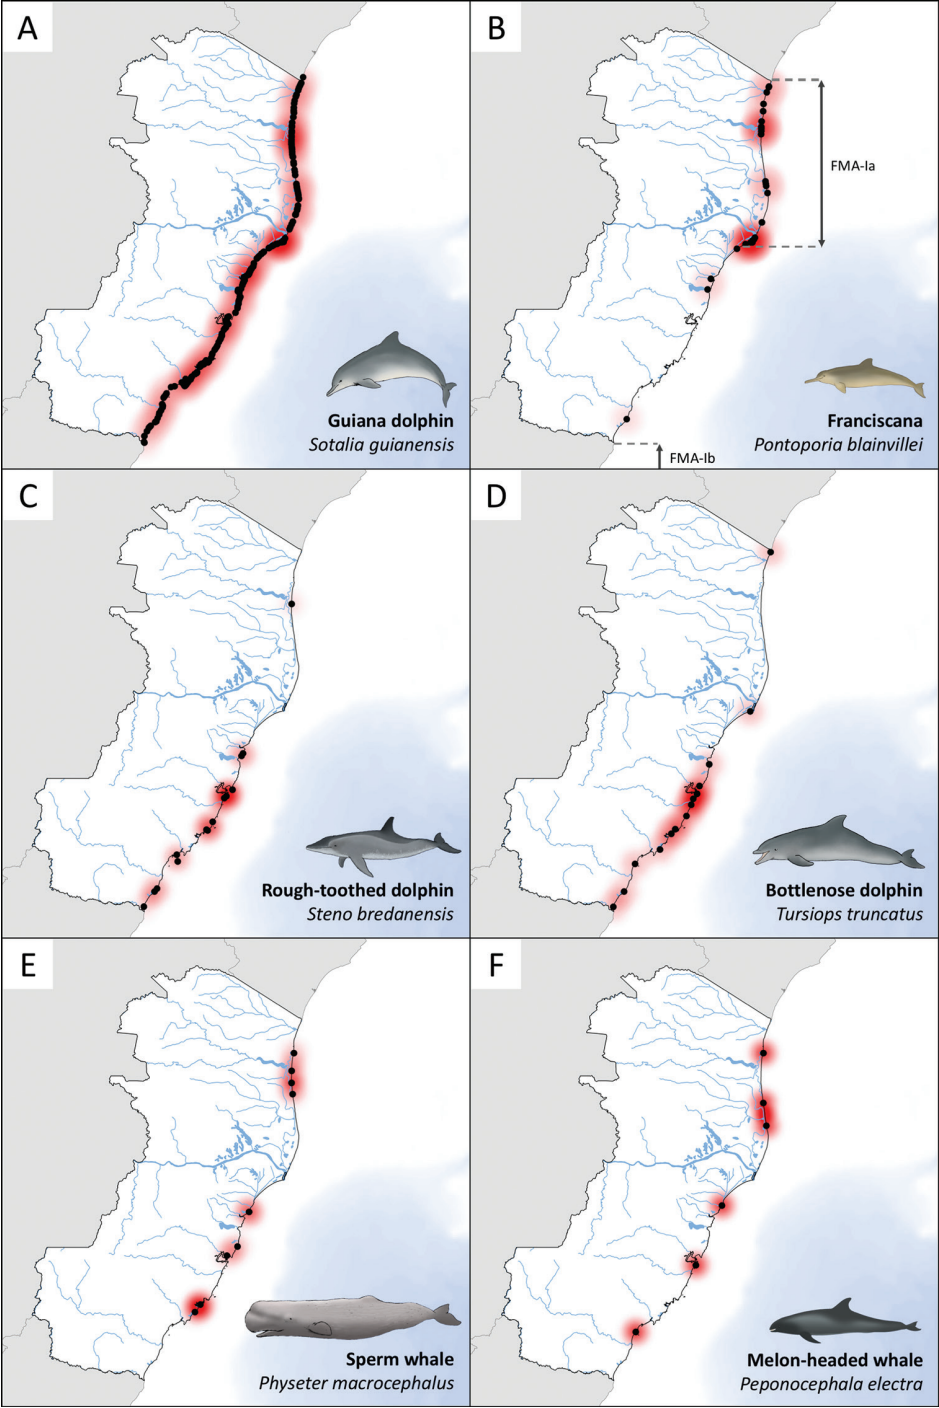 A
Guiana dolphin
Sotalia guianensis
B
FMA-Ia
Franciscana
Pontoporia blainvillei
FMA-Ib
C
Rough-toothed dolphin
Steno bredanensis
D
Bottlenose dolphin
Tursiops truncatus
E
Sperm whale
Physeter macrocephalus
F
Melon-headed whale
Peponocephala electra